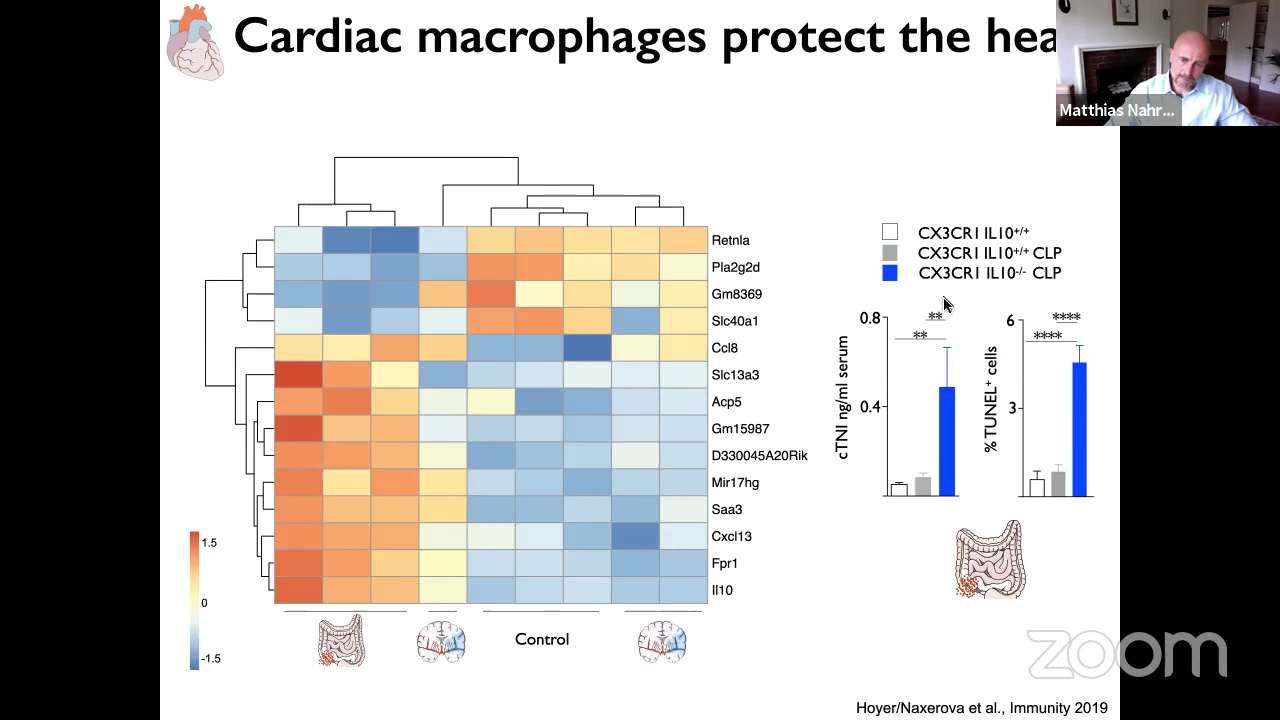 Cardiac macrophages protect the hea
Matthias Nahr...
Retnla
Pla2g2d
Gm8369
Slc40a1
Ccl8
Slc13a3
Acp5
Gm15987
D330045A20Rik
Mir17hg
Saa3
Cxcl13
Fpr1
Il10
1.5
0
-1.5
Control
CX3CR1 IL10+/+
CX3CR1 IL10+/+ CLP
CX3CR1 IL10-/- CLP
cTNI ng/ml serum
0.8
0.4
**
**
% TUNEL+ cells
6
3
****
****
zoom
Hoyer/Naxerova et al., Immunity 2019